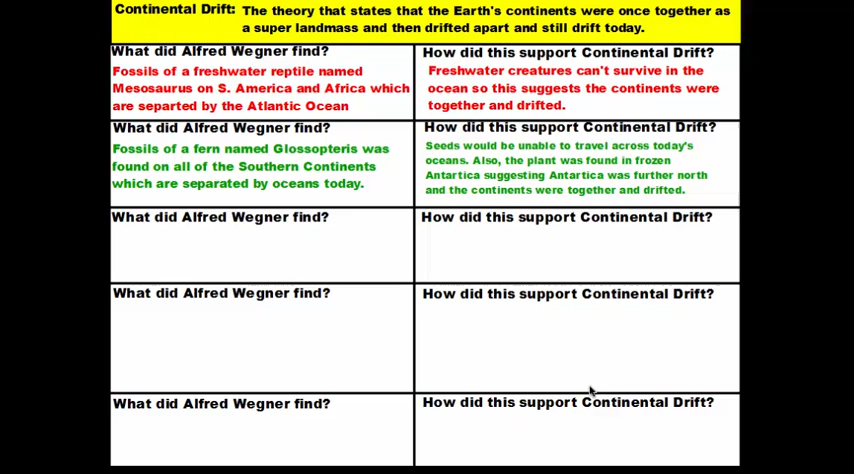 Continental Drift: The theory that states that the Earth's continents were once together as
a super landmass and then drifted apart and still drift today.
What did Alfred Wegner find?
Fossils of a freshwater reptile named
Mesosaurus on S. America and Africa which
are separted by the Atlantic Ocean
How did this support Continental Drift?
Freshwater creatures can't survive in the
ocean so this suggests the continents were
together and drifted.
What did Alfred Wegner find?
Fossils of a fern named Glossopteris was
found on all of the Southern Continents
which are separated by oceans today.
How did this support Continental Drift?
Seeds would be unable to travel across today's
oceans. Also, the plant was found in frozen
Antartica suggesting Antartica was further north
and the continents were together and drifted.
What did Alfred Wegner find?
How did this support Continental Drift?
What did Alfred Wegner find?
How did this support Continental Drift?
What did Alfred Wegner find?
How did this support Continental Drift?